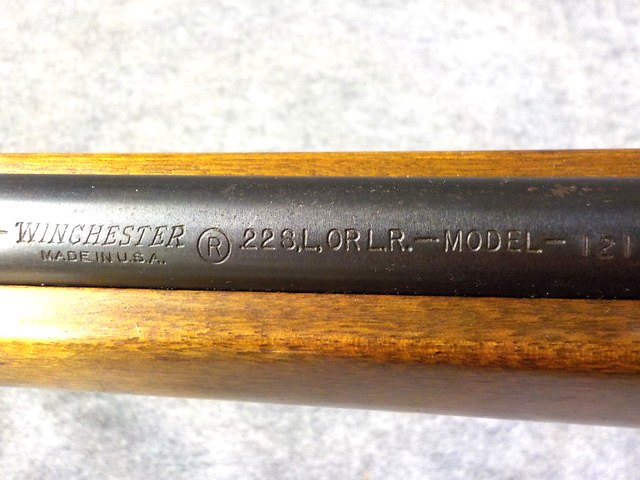 -WINCHESTER ® .22 S,L,OR L.R.-MODEL- 121
MADE IN U.S.A.